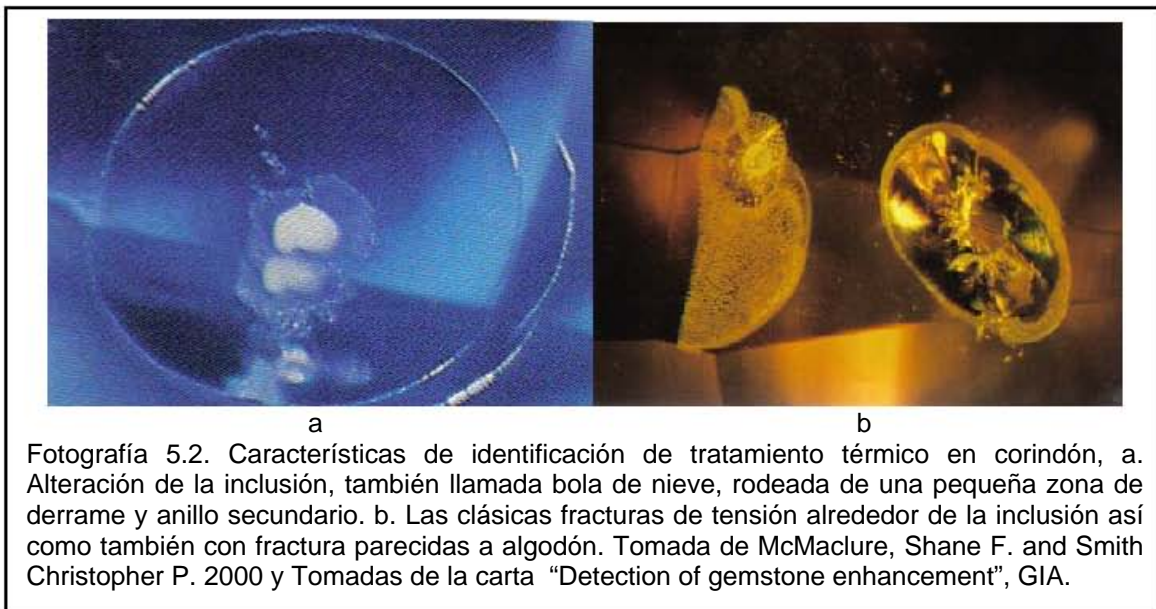 a b
Fotografía 5.2. Características de identificación de tratamiento térmico en corindón, a.
Alteración de la inclusión, también llamada bola de nieve, rodeada de una pequeña zona de
derrame y anillo secundario. b. Las clásicas fracturas de tensión alrededor de la inclusión así
como también con fractura parecidas a algodón. Tomada de McMaclure, Shane F. and Smith
Christopher P. 2000 y Tomadas de la carta “Detection of gemstone enhancement”, GIA.